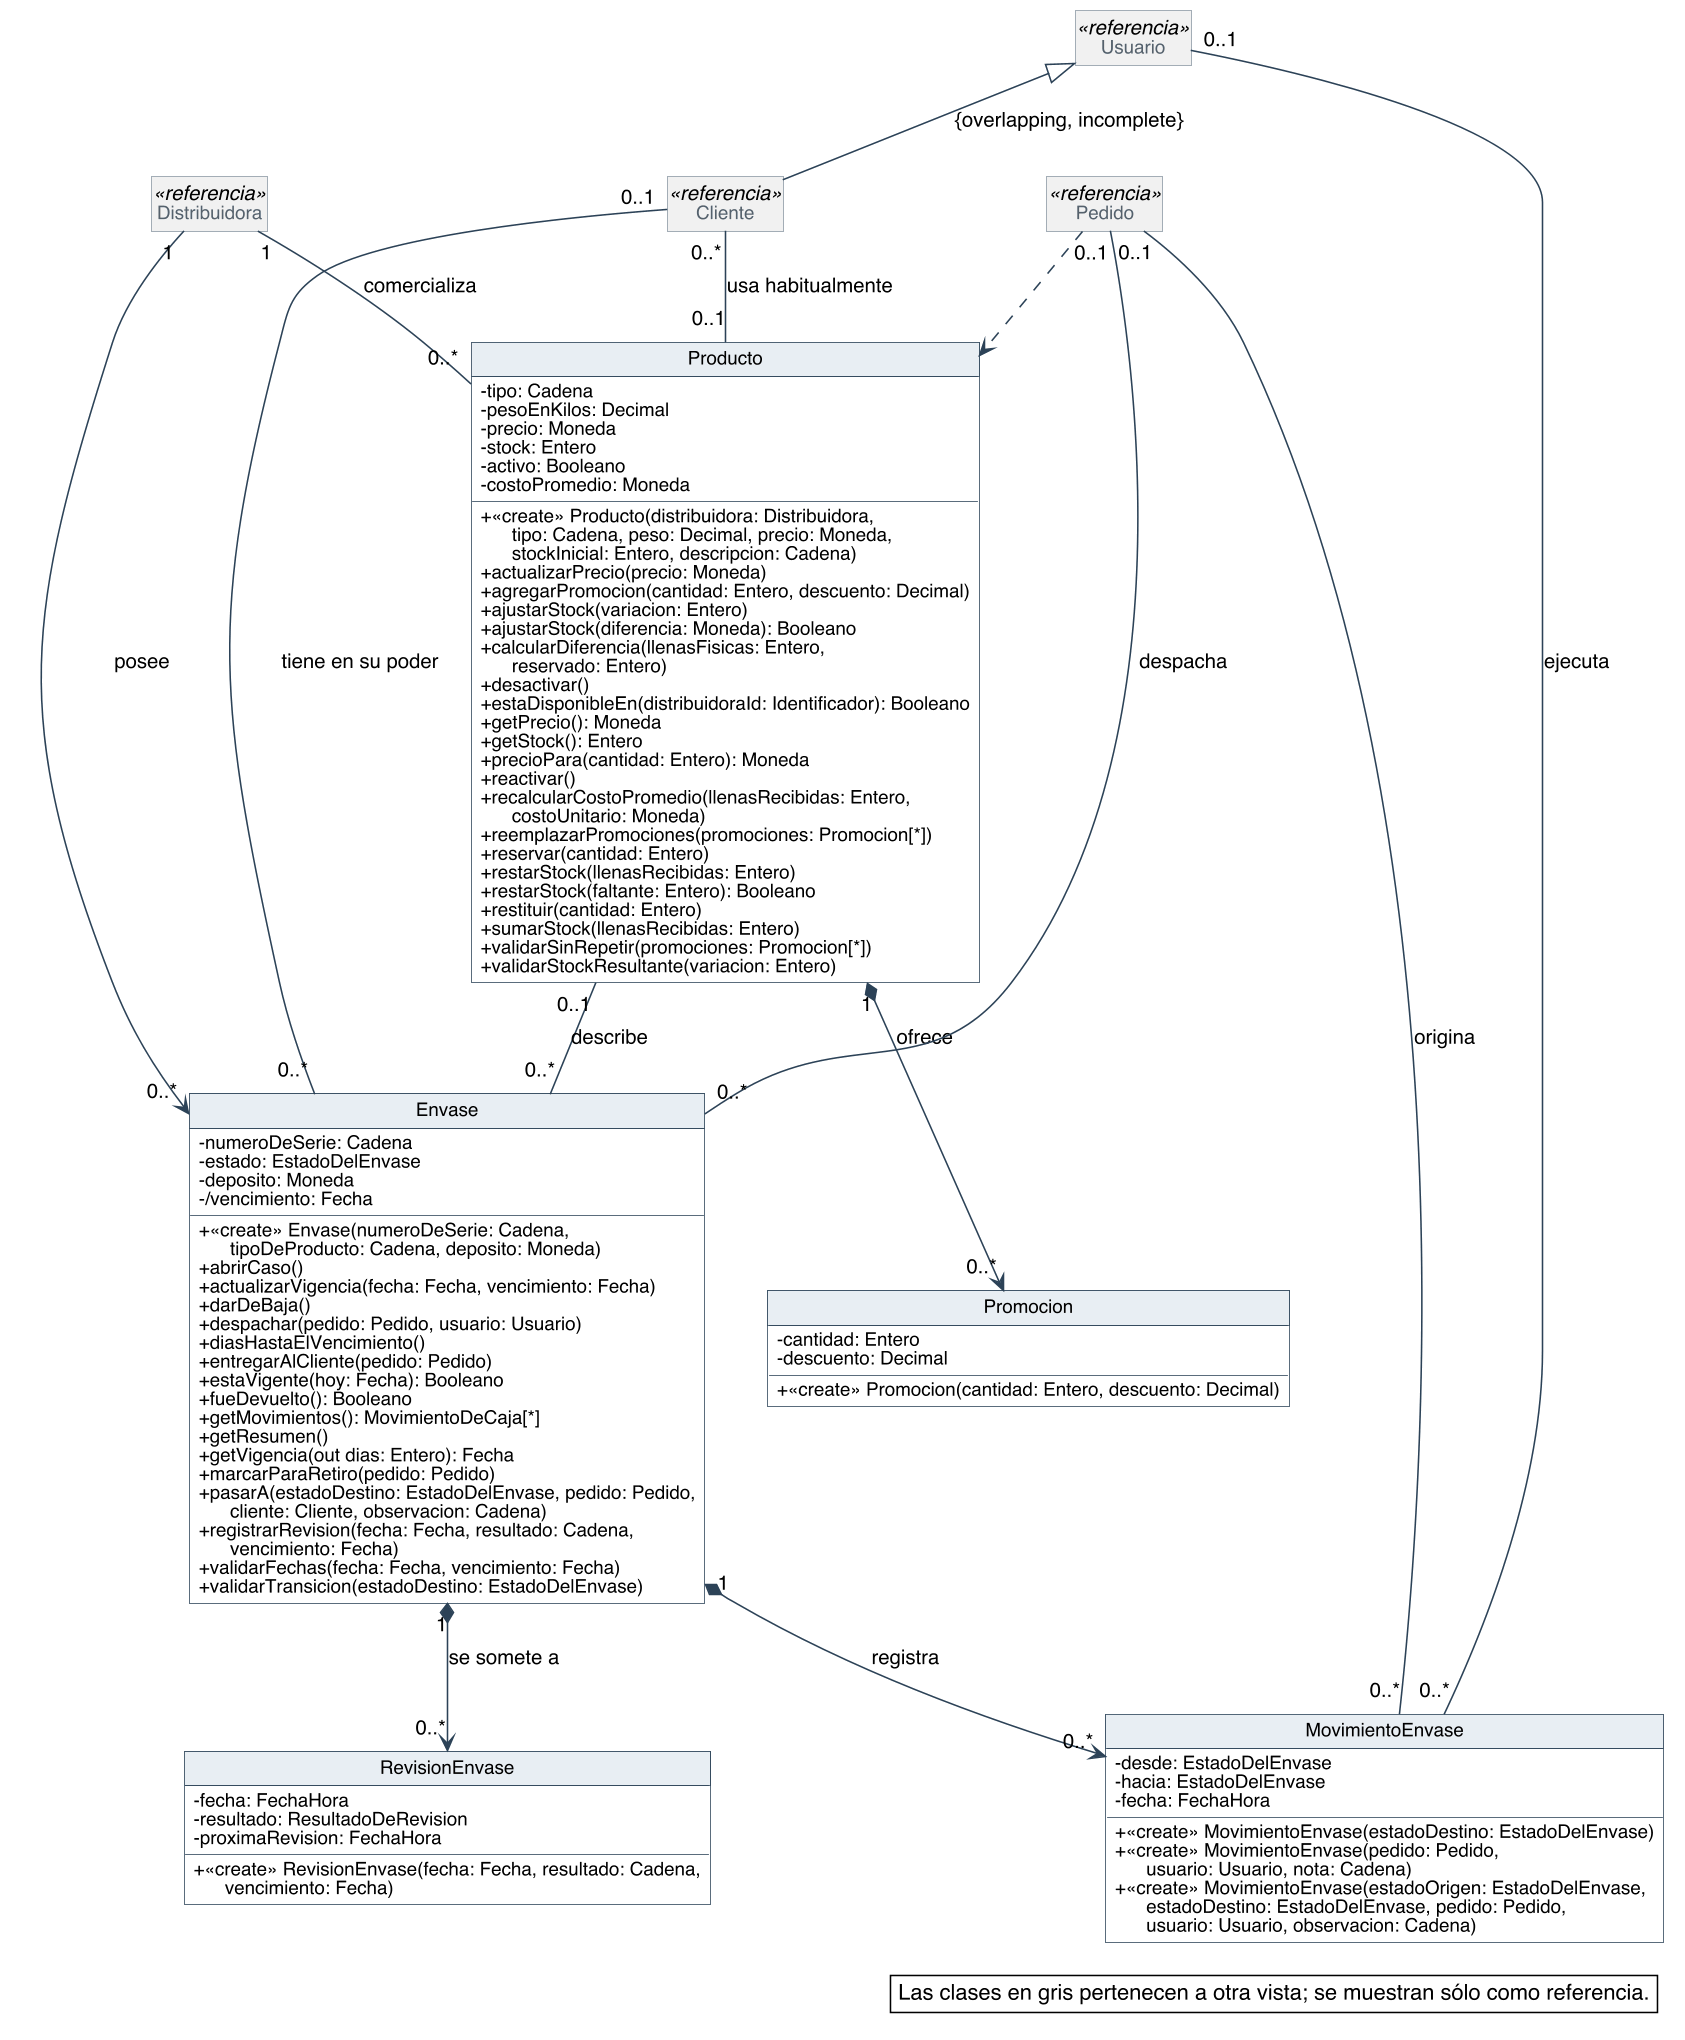 «referencia»
Usuario
0..1
{overlapping, incomplete}
«referencia»
Distribuidora
0..1
«referencia»
Cliente
«referencia»
Pedido
1
1
0..*
0..1
0..1
comercializa
usa habitualmente
0..1
0..*
Producto
-tipo: Cadena
-pesoEnKilos: Decimal
-precio: Moneda
-stock: Entero
-activo: Booleano
-costoPromedio: Moneda
+«create» Producto(distribuidora: Distribuidora,
tipo: Cadena, peso: Decimal, precio: Moneda,
stockInicial: Entero, descripcion: Cadena)
+actualizarPrecio(precio: Moneda)
+agregarPromocion(cantidad: Entero, descuento: Decimal)
+ajustarStock(variacion: Entero)
+ajustarStock(diferencia: Moneda): Booleano
+calcularDiferencia(llenasFisicas: Entero,
reservado: Entero)
+desactivar()
+estaDisponibleEn(distribuidoraId: Identificador): Booleano
+getPrecio(): Moneda
+getStock(): Entero
+precioPara(cantidad: Entero): Moneda
+reactivar()
+recalcularCostoPromedio(llenasRecibidas: Entero,
costoUnitario: Moneda)
+reemplazarPromociones(promociones: Promocion[*])
+reservar(cantidad: Entero)
+restarStock(llenasRecibidas: Entero)
+restarStock(faltante: Entero): Booleano
+restituir(cantidad: Entero)
+sumarStock(llenasRecibidas: Entero)
+validarSinRepetir(promociones: Promocion[*])
+validarStockResultante(variacion: Entero)
posee
tiene en su poder
despacha
ejecuta
0..1
1
describe
ofrece
origina
0..*
0..*
0..*
0..*
Envase
-numeroDeSerie: Cadena
-estado: EstadoDelEnvase
-deposito: Moneda
-/vencimiento: Fecha
+«create» Envase(numeroDeSerie: Cadena,
tipoDeProducto: Cadena, deposito: Moneda)
+abrirCaso()
+actualizarVigencia(fecha: Fecha, vencimiento: Fecha)
+darDeBaja()
+despachar(pedido: Pedido, usuario: Usuario)
+diasHastaElVencimiento()
+entregarAlCliente(pedido: Pedido)
+estaVigente(hoy: Fecha): Booleano
+fueDevuelto(): Booleano
+getMovimientos(): MovimientoDeCaja[*]
+getResumen()
+getVigencia(out dias: Entero): Fecha
+marcarParaRetiro(pedido: Pedido)
+pasarA(estadoDestino: EstadoDelEnvase, pedido: Pedido,
cliente: Cliente, observacion: Cadena)
+registrarRevision(fecha: Fecha, resultado: Cadena,
vencimiento: Fecha)
+validarFechas(fecha: Fecha, vencimiento: Fecha)
+validarTransicion(estadoDestino: EstadoDelEnvase)
0..*
Promocion
-cantidad: Entero
-descuento: Decimal
+«create» Promocion(cantidad: Entero, descuento: Decimal)
1
1
se somete a
registra
0..*
0..*
0..*
0..*
RevisionEnvase
-fecha: FechaHora
-resultado: ResultadoDeRevision
-proximaRevision: FechaHora
+«create» RevisionEnvase(fecha: Fecha, resultado: Cadena,
vencimiento: Fecha)
MovimientoEnvase
-desde: EstadoDelEnvase
-hacia: EstadoDelEnvase
-fecha: FechaHora
+«create» MovimientoEnvase(estadoDestino: EstadoDelEnvase)
+«create» MovimientoEnvase(pedido: Pedido,
usuario: Usuario, nota: Cadena)
+«create» MovimientoEnvase(estadoOrigen: EstadoDelEnvase,
estadoDestino: EstadoDelEnvase, pedido: Pedido,
usuario: Usuario, observacion: Cadena)
Las clases en gris pertenecen a otra vista; se muestran sólo como referencia.